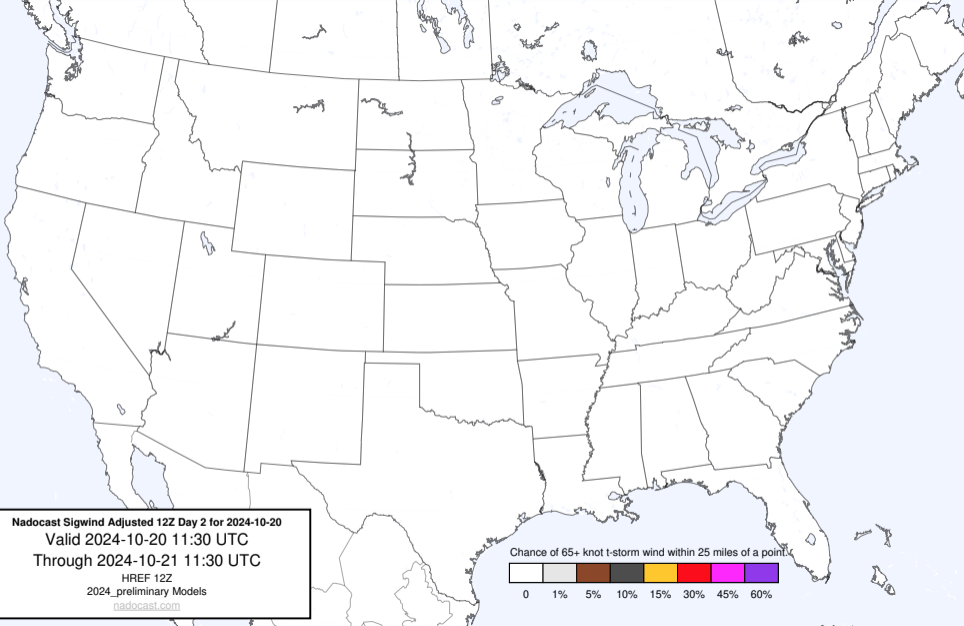 Nadocast Sigwind Adjusted 12Z Day 2 for 2024-10-20
Valid 2024-10-20 11:30 UTC
Through 2024-10-21 11:30 UTC
HREF 12Z
2024_preliminary Models
nadocast.com
Chance of 65+ knot t-storm wind within 25 miles of a point.
0 1% 5% 10% 15% 30% 45% 60%